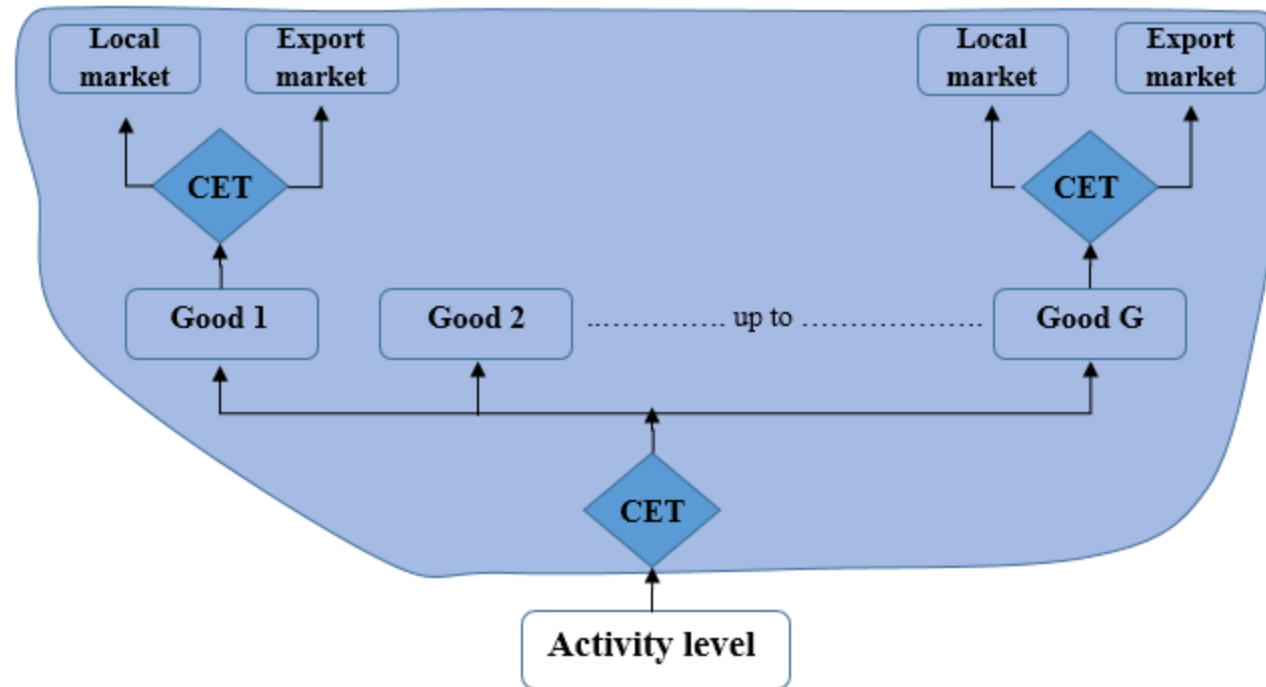 Local
market
Export
market
Local
market
Export
market
CET
CET
Good 1
Good 2
................ up to ......................
Good G
CET
Activity level